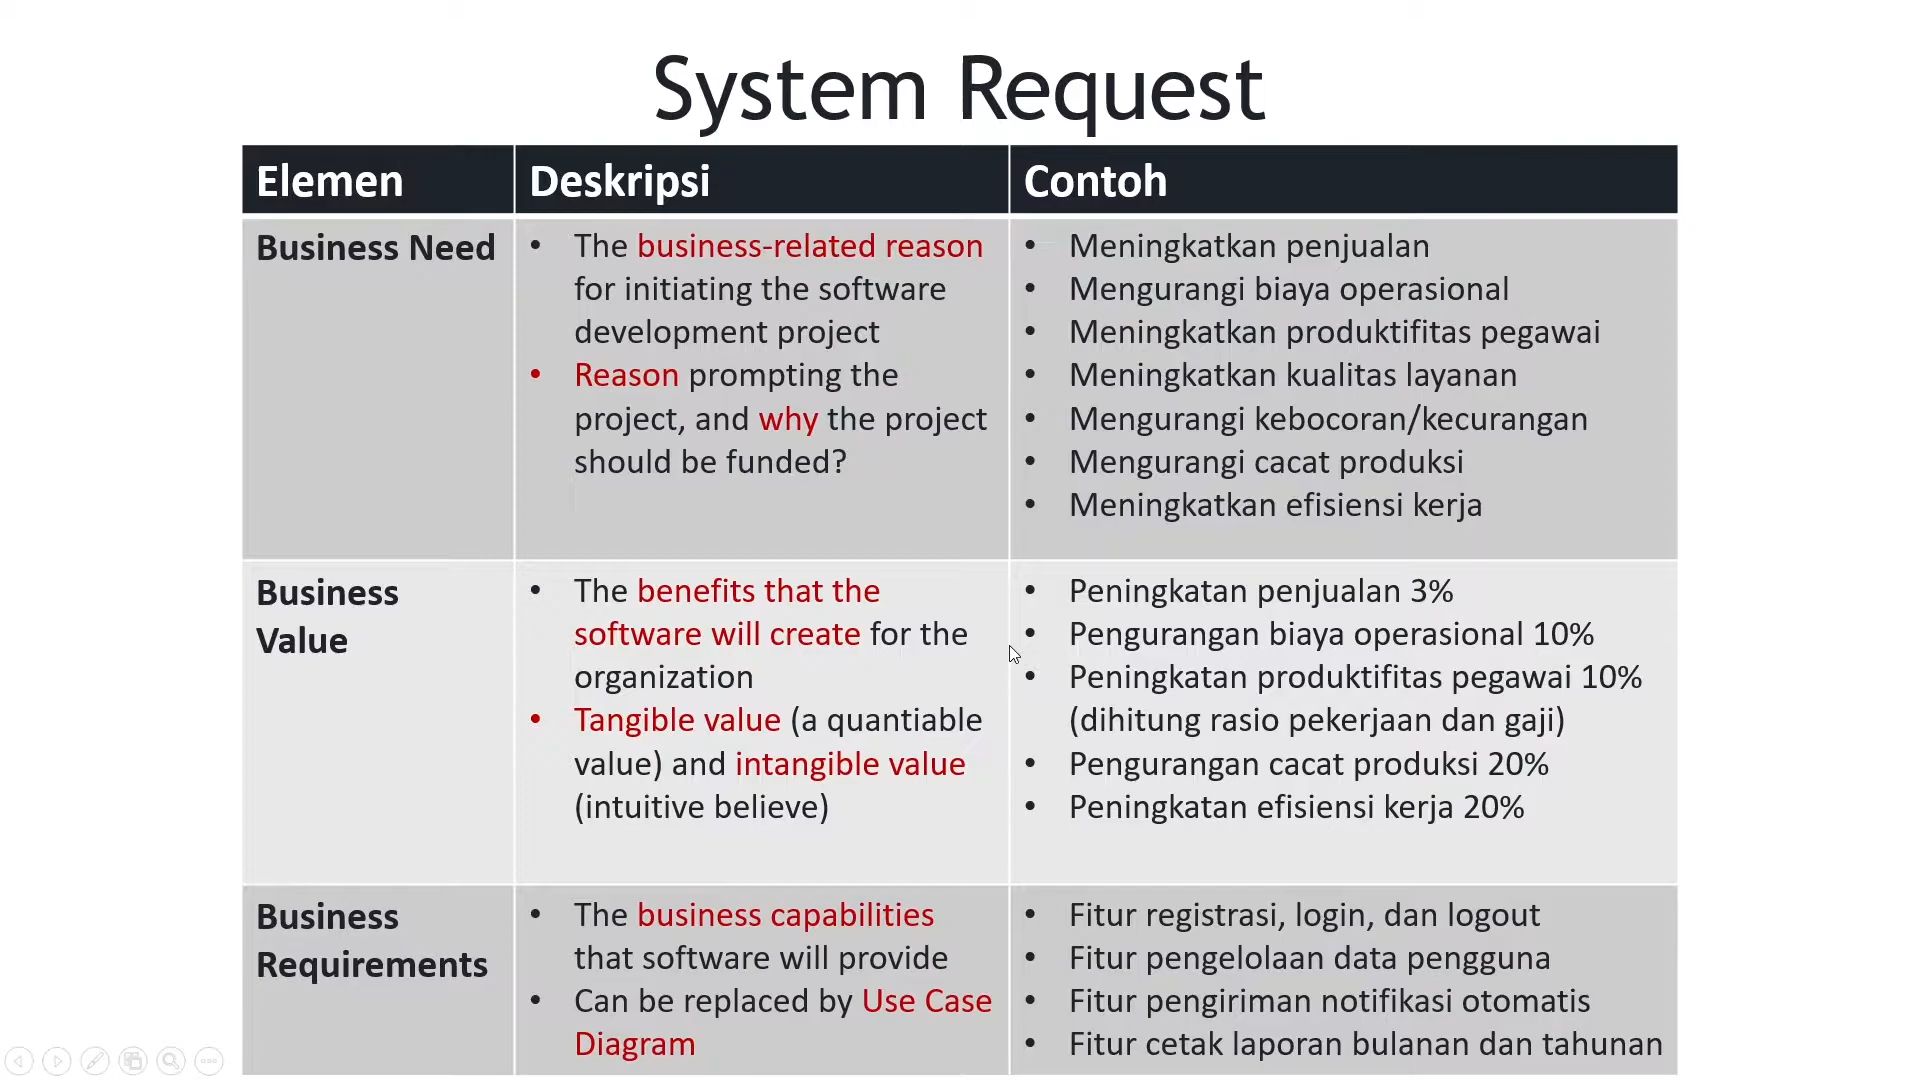 System Request
Elemen
Deskripsi
Contoh
Business Need
• The business-related reason
for initiating the software
development project
• Reason prompting the
project, and why the project
should be funded?
• Meningkatkan penjualan
• Mengurangi biaya operasional
• Meningkatkan produktifitas pegawai
• Meningkatkan kualitas layanan
• Mengurangi kebocoran/kecurangan
• Mengurangi cacat produksi
• Meningkatkan efisiensi kerja
Business
Value
• The benefits that the
software will create for the
organization
• Tangible value (a quantiable
value) and intangible value
(intuitive believe)
• Peningkatan penjualan 3%
• Pengurangan biaya operasional 10%
• Peningkatan produktifitas pegawai 10%
(dihitung rasio pekerjaan dan gaji)
• Pengurangan cacat produksi 20%
• Peningkatan efisiensi kerja 20%
Business
Requirements
• The business capabilities
that software will provide
• Can be replaced by Use Case
Diagram
• Fitur registrasi, login, dan logout
• Fitur pengelolaan data pengguna
• Fitur pengiriman notifikasi otomatis
• Fitur cetak laporan bulanan dan tahunan